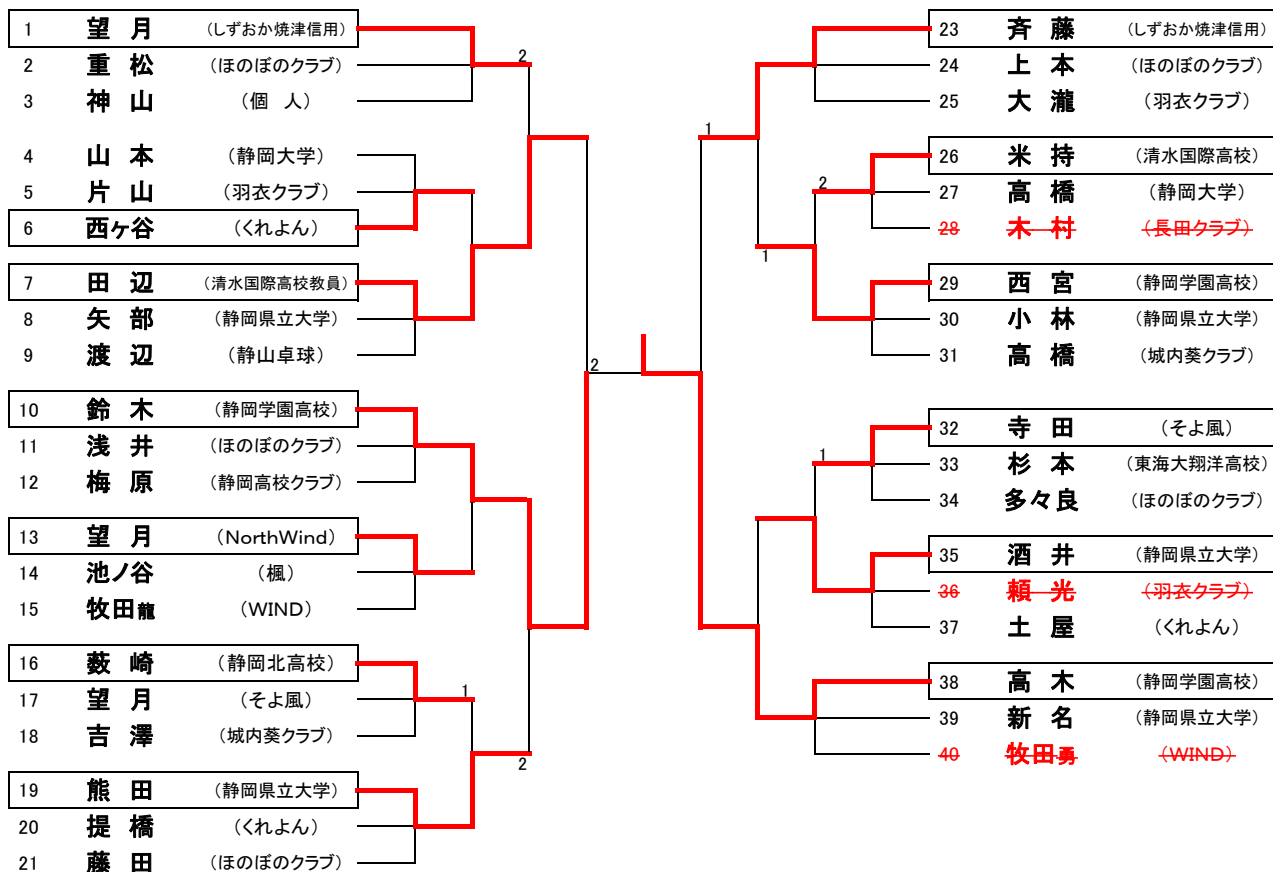 1 望 月 (しずおか焼津信用)
2 重 松 (ほのぼのクラブ)
3 神 山 (個 人)
4 山 本 (静岡大学)
5 片 山 (羽衣クラブ)
6 西ヶ谷 (くれよん)
7 田 辺 (清水国際高校教員)
8 矢 部 (静岡県立大学)
9 渡 辺 (静山卓球)
10 鈴 木 (静岡学園高校)
11 浅 井 (ほのぼのクラブ)
12 梅 原 (静岡高校クラブ)
13 望 月 (NorthWind)
14 池ノ谷 (楓)
15 牧田龍 (WIND)
16 薮 崎 (静岡北高校)
17 望 月 (そよ風)
18 吉 澤 (城内葵クラブ)
19 熊 田 (静岡県立大学)
20 提 橋 (くれよん)
21 藤 田 (ほのぼのクラブ)
2
2
1
2
23 斉 藤 (しずおか焼津信用)
24 上 本 (ほのぼのクラブ)
25 大 瀧 (羽衣クラブ)
26 米 持 (清水国際高校)
27 高 橋 (静岡大学)
28 木 村 (長田クラブ)
29 西 宮 (静岡学園高校)
30 小 林 (静岡県立大学)
31 高 橋 (城内葵クラブ)
32 寺 田 (そよ風)
33 杉 本 (東海大翔洋高校)
34 多々良 (ほのぼのクラブ)
35 酒 井 (静岡県立大学)
36 頼 光 (羽衣クラブ)
37 土 屋 (くれよん)
38 高 木 (静岡学園高校)
39 新 名 (静岡県立大学)
40 牧田勇 (WIND)
1
2
1
1